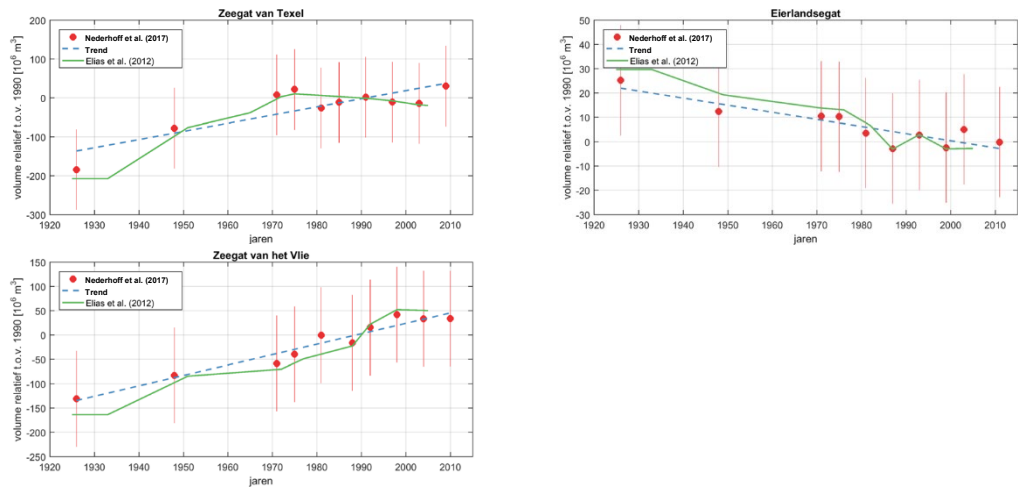 Zeegat van Texel
volume relatief t.o.v. 1990 [10⁶ m³]
200
100
0
-100
-200
-300
Nederhoff et al. (2017)
Trend
Elias et al. (2012)
1920 1930 1940 1950 1960 1970 1980 1990 2000 2010
jaren
Eierlandsegat
volume relatief t.o.v. 1990 [10⁶ m³]
50
40
30
20
10
0
-10
-20
-30
Nederhoff et al. (2017)
Trend
Elias et al. (2012)
1920 1930 1940 1950 1960 1970 1980 1990 2000 2010
jaren
Zeegat van het Vlie
volume relatief t.o.v. 1990 [10⁶ m³]
150
100
50
0
-50
-100
-150
-200
-250
Nederhoff et al. (2017)
Trend
Elias et al. (2012)
1920 1930 1940 1950 1960 1970 1980 1990 2000 2010
jaren